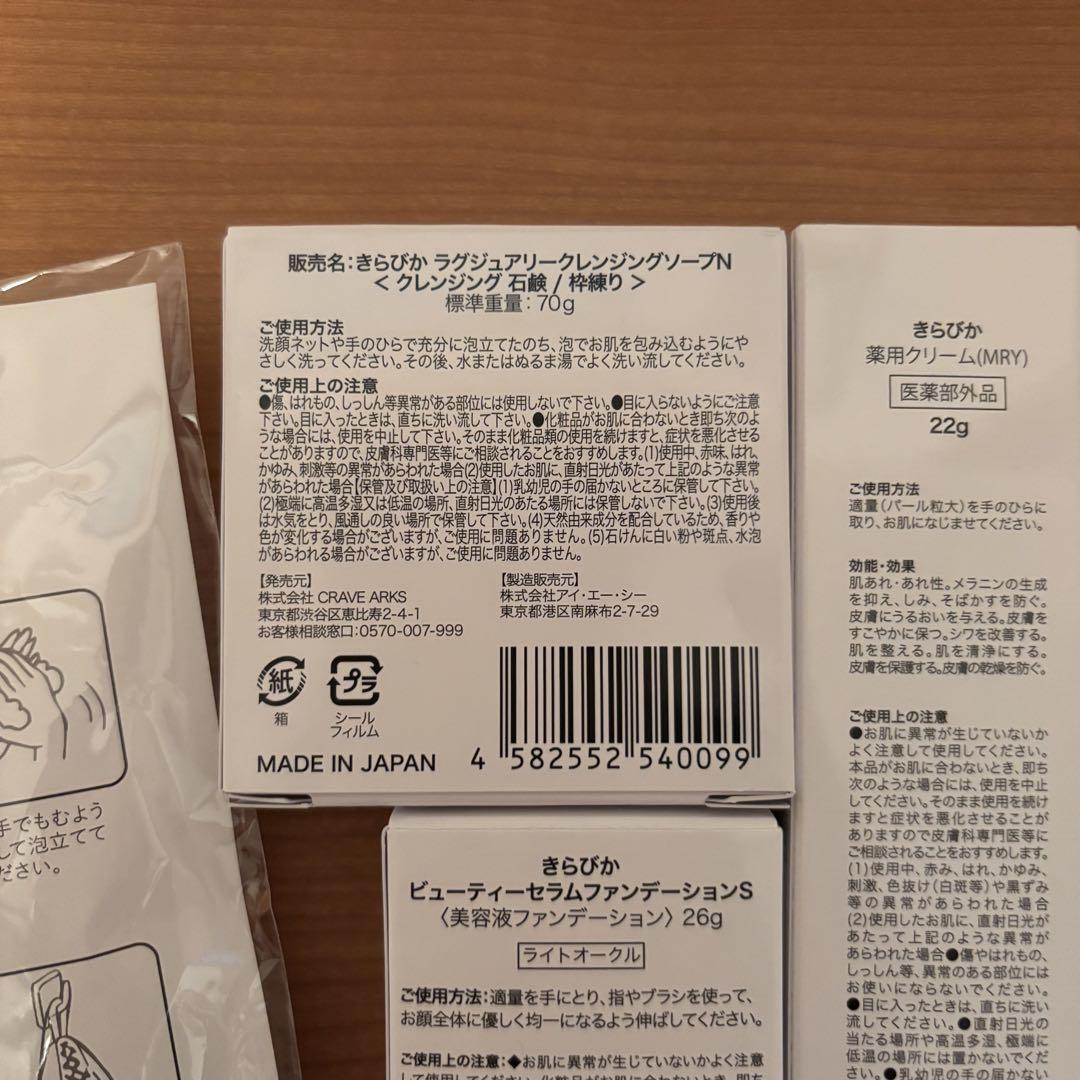 販売名：きらびか ラグジュアリークレンジングソープN
＜ クレンジング 石鹸 / 枠練り ＞
標準重量：70g
ご使用方法
洗顔ネットや手のひらで充分に泡立てたのち、泡でお肌を包み込むようにや
さしく洗ってください。その後、水またはぬるま湯でよく洗い流してください。
ご使用上の注意
●傷、はれもの、しっしん等異常がある部位には使用しないで下さい。●目に入らないようにご注意
下さい。目に入ったときは、直ちに洗い流して下さい。●化粧品がお肌に合わないとき即ち次のよ
うな場合には、使用を中止して下さい。そのまま化粧品類の使用を続けますと、症状を悪化させるこ
とがありますので、皮膚科専門医等にご相談されることをおすすめします。(1)使用中、赤味、はれ、
かゆみ、刺激等の異常があらわれた場合(2)使用したお肌に、直射日光があたって上記のような異常
があらわれた場合【保管及び取扱い上の注意】(1)乳幼児の手の届かないところに保管して下さい。
(2)極端に高温多湿又は低温の場所、直射日光のあたる場所には保管しないで下さい。(3)使用後
は水気をとり、風通しの良い場所で保管して下さい。(4)天然由来成分を配合しているため、香りや
色が変化する場合がございますが、ご使用に問題ありません。(5)石けんに白い粉や斑点、水泡
があらわれる場合がございますが、ご使用に問題ありません。
【発売元】
株式会社 CRAVE ARKS
東京都渋谷区恵比寿2-4-1
お客様相談窓口：0570-007-999
【製造販売元】
株式会社アイ・エー・シー
東京都港区南麻布2-7-29
紙
箱
プラ
シール
フィルム
MADE IN JAPAN
4 582552 540099
きらびか
薬用クリーム(MRY)
医薬部外品
22g
ご使用方法
適量（パール粒大）を手のひらに
取り、お肌になじませてください。
効能・効果
肌あれ・あれ性。メラニンの生成
を抑え、しみ、そばかすを防ぐ。
皮膚にうるおいを与える。皮膚を
すこやかに保つ。シワを改善する。
肌を整える。肌を清浄にする。
皮膚を保護する。皮膚の乾燥を防ぐ。
ご使用上の注意
●お肌に異常が生じていないか
よく注意して使用してください。
本品がお肌に合わないとき、即ち
次のような場合には、使用を中止
してください。そのまま使用を続け
ますと症状を悪化させることが
ありますので皮膚科専門医等に
ご相談されることをおすすめします。
(1)使用中、赤み、はれ、かゆみ、
刺激、色抜け(白斑等)や黒ずみ
等の異常があらわれた場合
(2)使用したお肌に、直射日光が
あたって上記のような異常が
あらわれた場合●傷やはれもの、
しっしん等、異常のある部位には
お使いにならないでください。
●目に入ったときは、直ちに洗い
流してください。●直射日光の
当たる場所や高温多湿、極端に
低温の場所には置かないでくだ
さい。●乳幼児の手の届かない
手でもむよう
して泡立てて
ださい。
きらびか
ビューティーセラムファンデーションS
〈美容液ファンデーション〉26g
ライトオークル
ご使用方法：適量を手にとり、指やブラシを使って、
お顔全体に優しく均一になるよう伸ばしてください。
ご使用上の注意：◆お肌に異常が生じていないかよく注意
して使用してください。化粧品がお肌に合わないとき、即ち